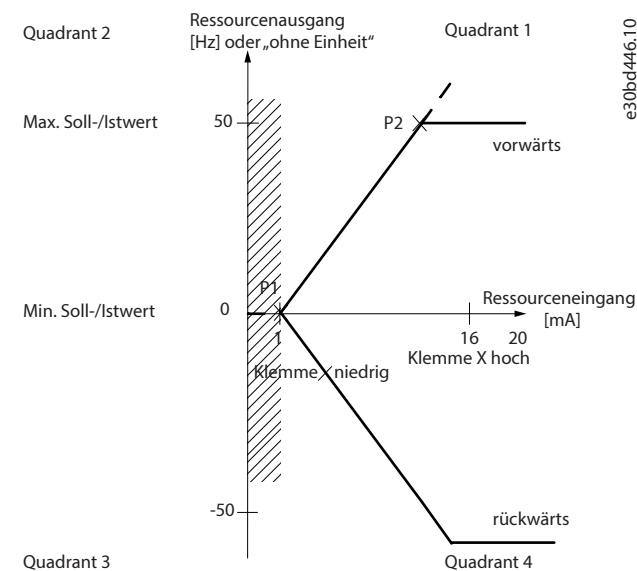 Quadrant 2
Ressourcenausgang
[Hz] oder „ohne Einheit“
Quadrant 1
e30bd446.10
Max. Soll-/Istwert
50
P2
vorwärts
P1
Min. Soll-/Istwert
0
Ressourceneingang
[mA]
1
16
20
Klemme X hoch
Klemme
niedrig
-50
rückwärts
Quadrant 3
Quadrant 4